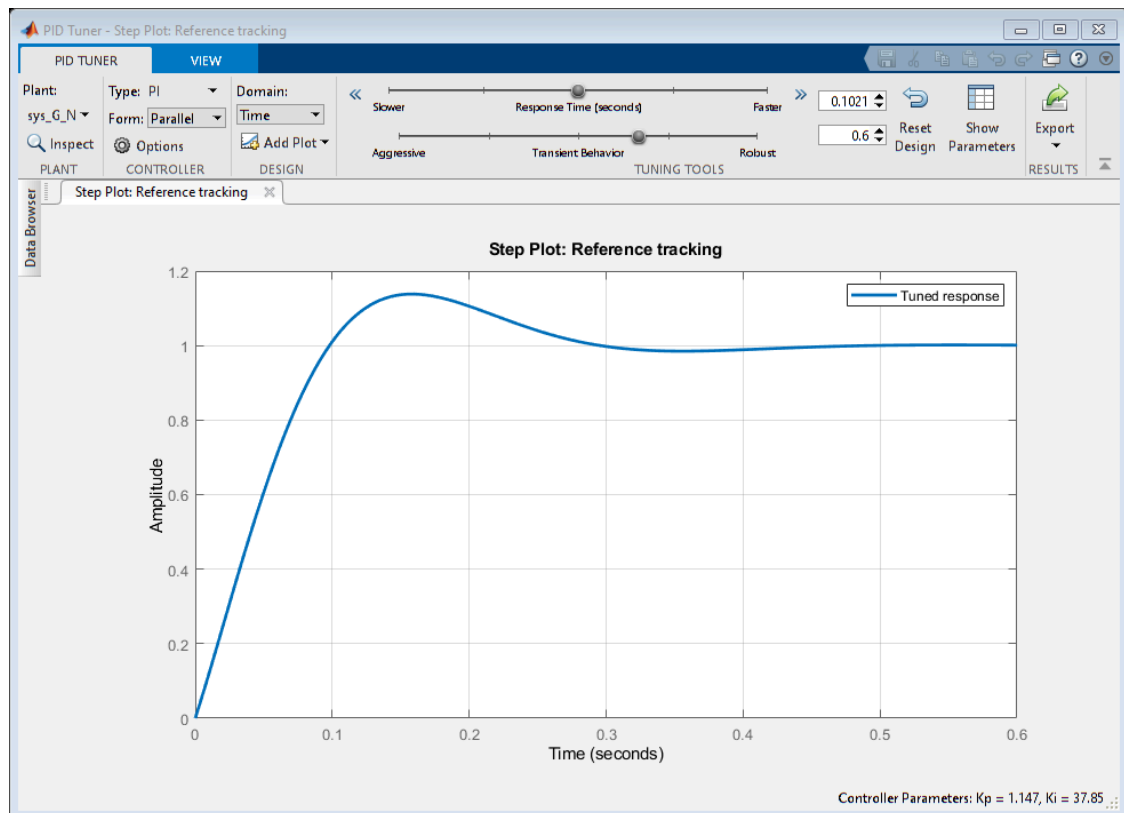 PID Tuner - Step Plot: Reference tracking
PID TUNER VIEW
Plant: Type: PI Domain:
sys_G_N Form: Parallel Time
Inspect Options Add Plot
PLANT CONTROLLER DESIGN
Slower Response Time (seconds) Faster 0.1021
Aggressive Transient Behavior Robust 0.6
Reset Design Show Parameters Export
TUNING TOOLS RESULTS
Data Browser
Step Plot: Reference tracking
Step Plot: Reference tracking
Tuned response
1.2
1
0.8
0.6
0.4
0.2
0
Amplitude
0 0.1 0.2 0.3 0.4 0.5 0.6
Time (seconds)
Controller Parameters: Kp = 1.147, Ki = 37.85